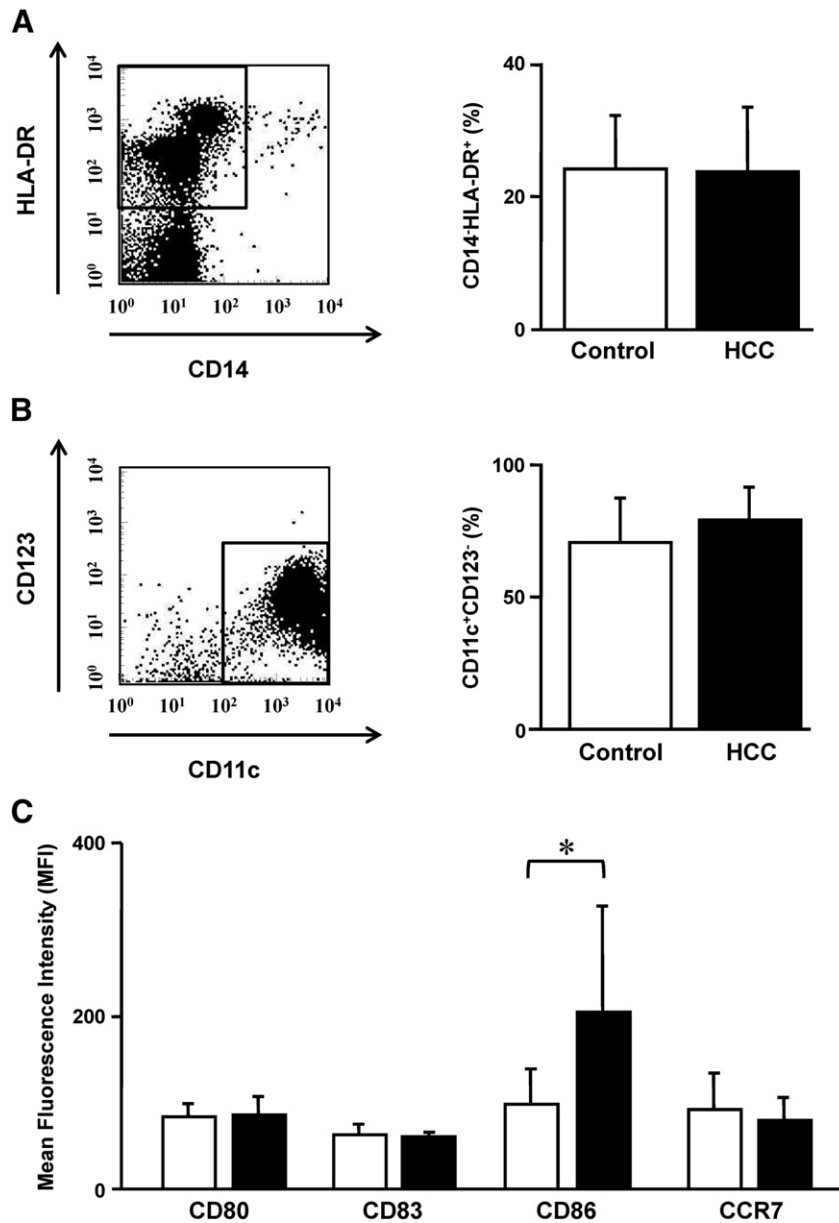 A
HLA-DR
10⁴
10³
10²
10¹
10⁰
10⁰ 10¹ 10² 10³ 10⁴
CD14
CD14⁻HLA-DR⁺ (%)
40
20
0
Control HCC
B
CD123
10⁴
10³
10²
10¹
10⁰
10⁰ 10¹ 10² 10³ 10⁴
CD11c
CD11c⁺CD123⁻ (%)
100
50
0
Control HCC
C
Mean Fluorescence Intensity (MFI)
400
200
0
*
CD80 CD83 CD86 CCR7